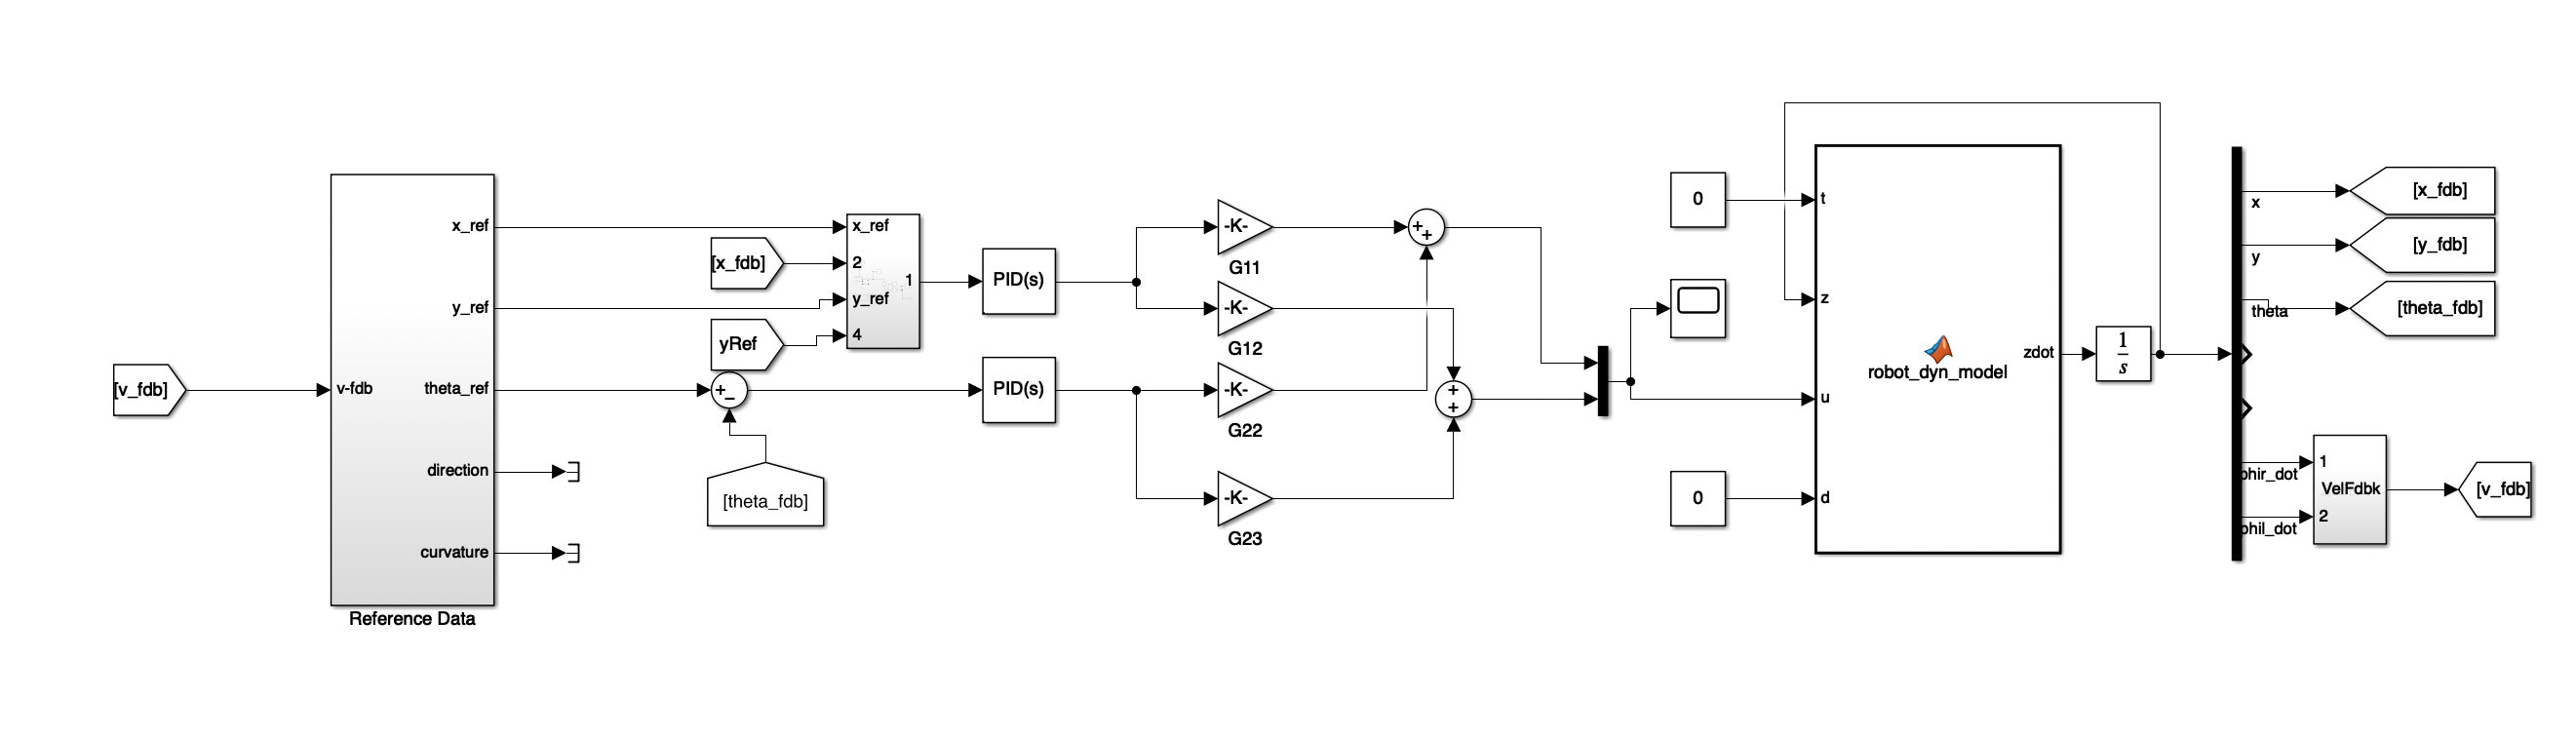 [v_fdb]
v-fdb
x_ref
y_ref
theta_ref
direction
curvature
Reference Data
[x_fdb]
yRef
[theta_fdb]
x_ref
2
y_ref
4
1
PID(s)
PID(s)
-K-
G11
-K-
G12
-K-
G22
-K-
G23
0
0
t
z
u
d
robot_dyn_model
zdot
1
s
x
y
theta
phir_dot
phil_dot
[x_fdb]
[y_fdb]
[theta_fdb]
1
2
VelFdbk
[v_fdb]